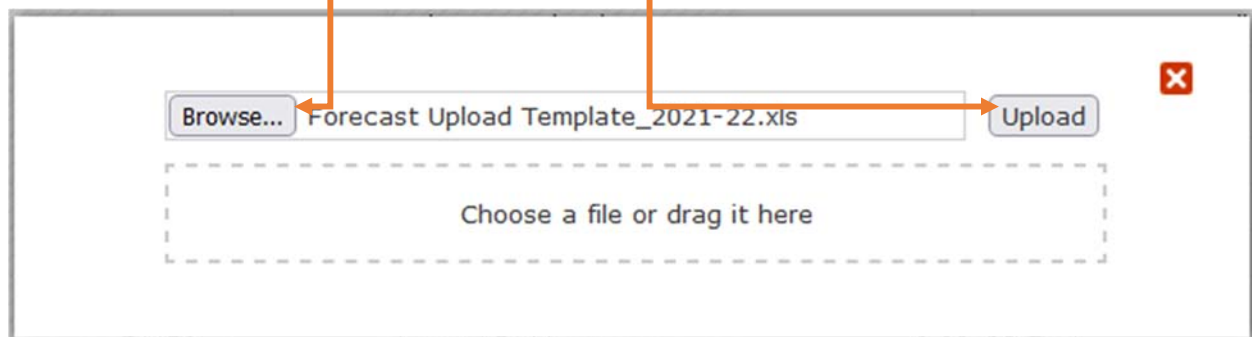 Browse... Forecast Upload Template_2021-22.xls Upload
Choose a file or drag it here